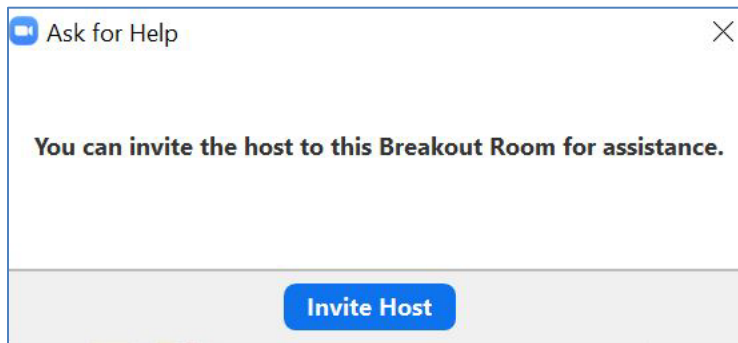 Ask for Help
You can invite the host to this Breakout Room for assistance.
Invite Host